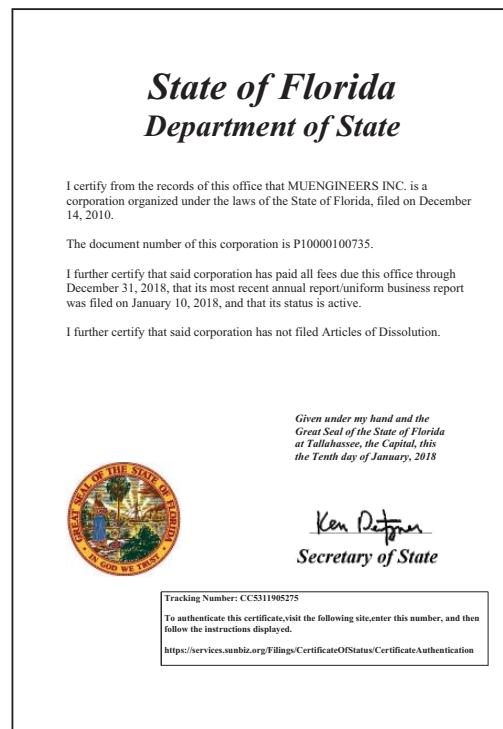 State of Florida
Department of State
I certify from the records of this office that MUENGINEERS INC. is a
corporation organized under the laws of the State of Florida, filed on December
14, 2010.
The document number of this corporation is P10000100735.
I further certify that said corporation has paid all fees due this office through
December 31, 2018, that its most recent annual report/uniform business report
was filed on January 10, 2018, and that its status is active.
I further certify that said corporation has not filed Articles of Dissolution.
Given under my hand and the
Great Seal of the State of Florida
at Tallahassee, the Capital, this
the Tenth day of January, 2018
GREAT SEAL OF THE STATE OF FLORIDA
IN GOD WE TRUST
Ken Detzner
Secretary of State
Tracking Number: CC5311905275
To authenticate this certificate,visit the following site,enter this number, and then
follow the instructions displayed.
https://services.sunbiz.org/Filings/CertificateOfStatus/CertificateAuthentication